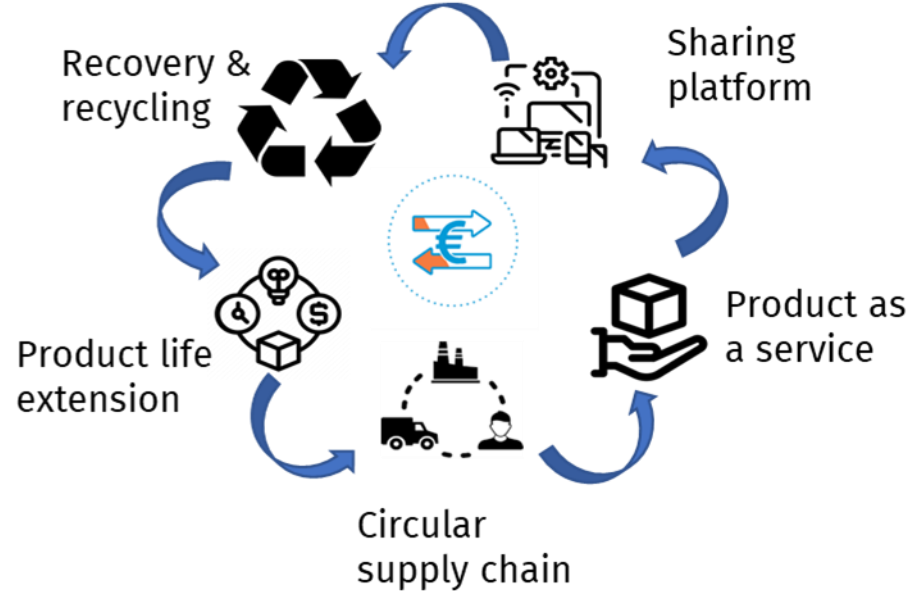 Recovery &
recycling
Sharing
platform
Product life
extension
$
€
Product as
a service
Circular
supply chain